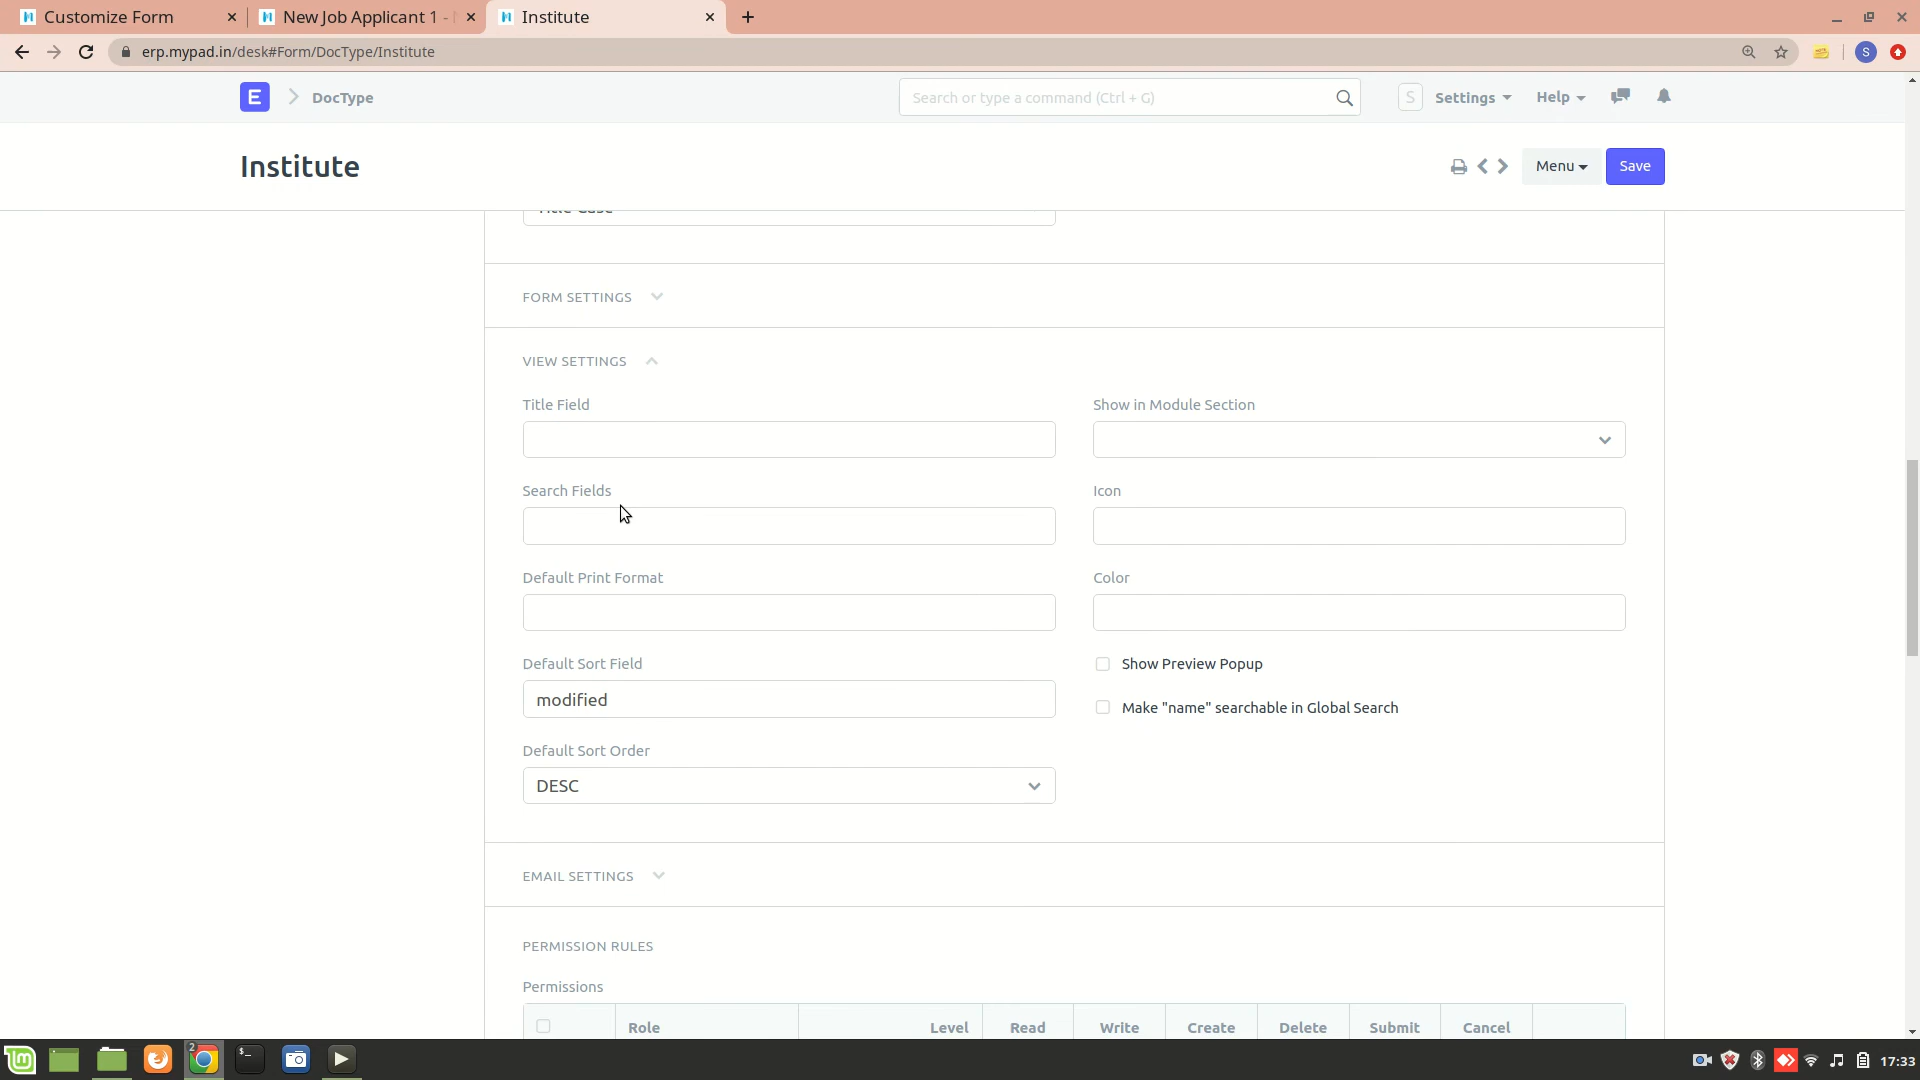 Customize Form
New Job Applicant 1 -
Institute
erp.mypad.in/desk#Form/DocType/Institute
S
E
DocType
Search or type a command (Ctrl + G)
S
Settings
Help
Institute
Menu
Save
Title Case
FORM SETTINGS
VIEW SETTINGS
Title Field
Show in Module Section
Search Fields
Icon
Default Print Format
Color
Default Sort Field
Show Preview Popup
modified
Make "name" searchable in Global Search
Default Sort Order
DESC
EMAIL SETTINGS
PERMISSION RULES
Permissions
Role Level Read Write Create Delete Submit Cancel
2
17:33